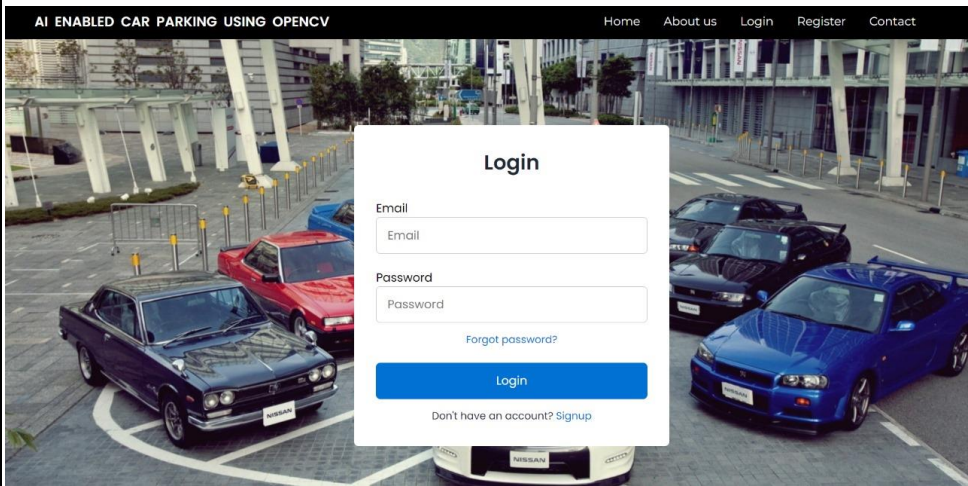 AI ENABLED CAR PARKING USING OPENCV
Home About us Login Register Contact
Login
Email
Email
Password
Password
Forgot password?
Login
Don't have an account? Signup
NISSAN
NISSAN
NISSAN
NISSAN